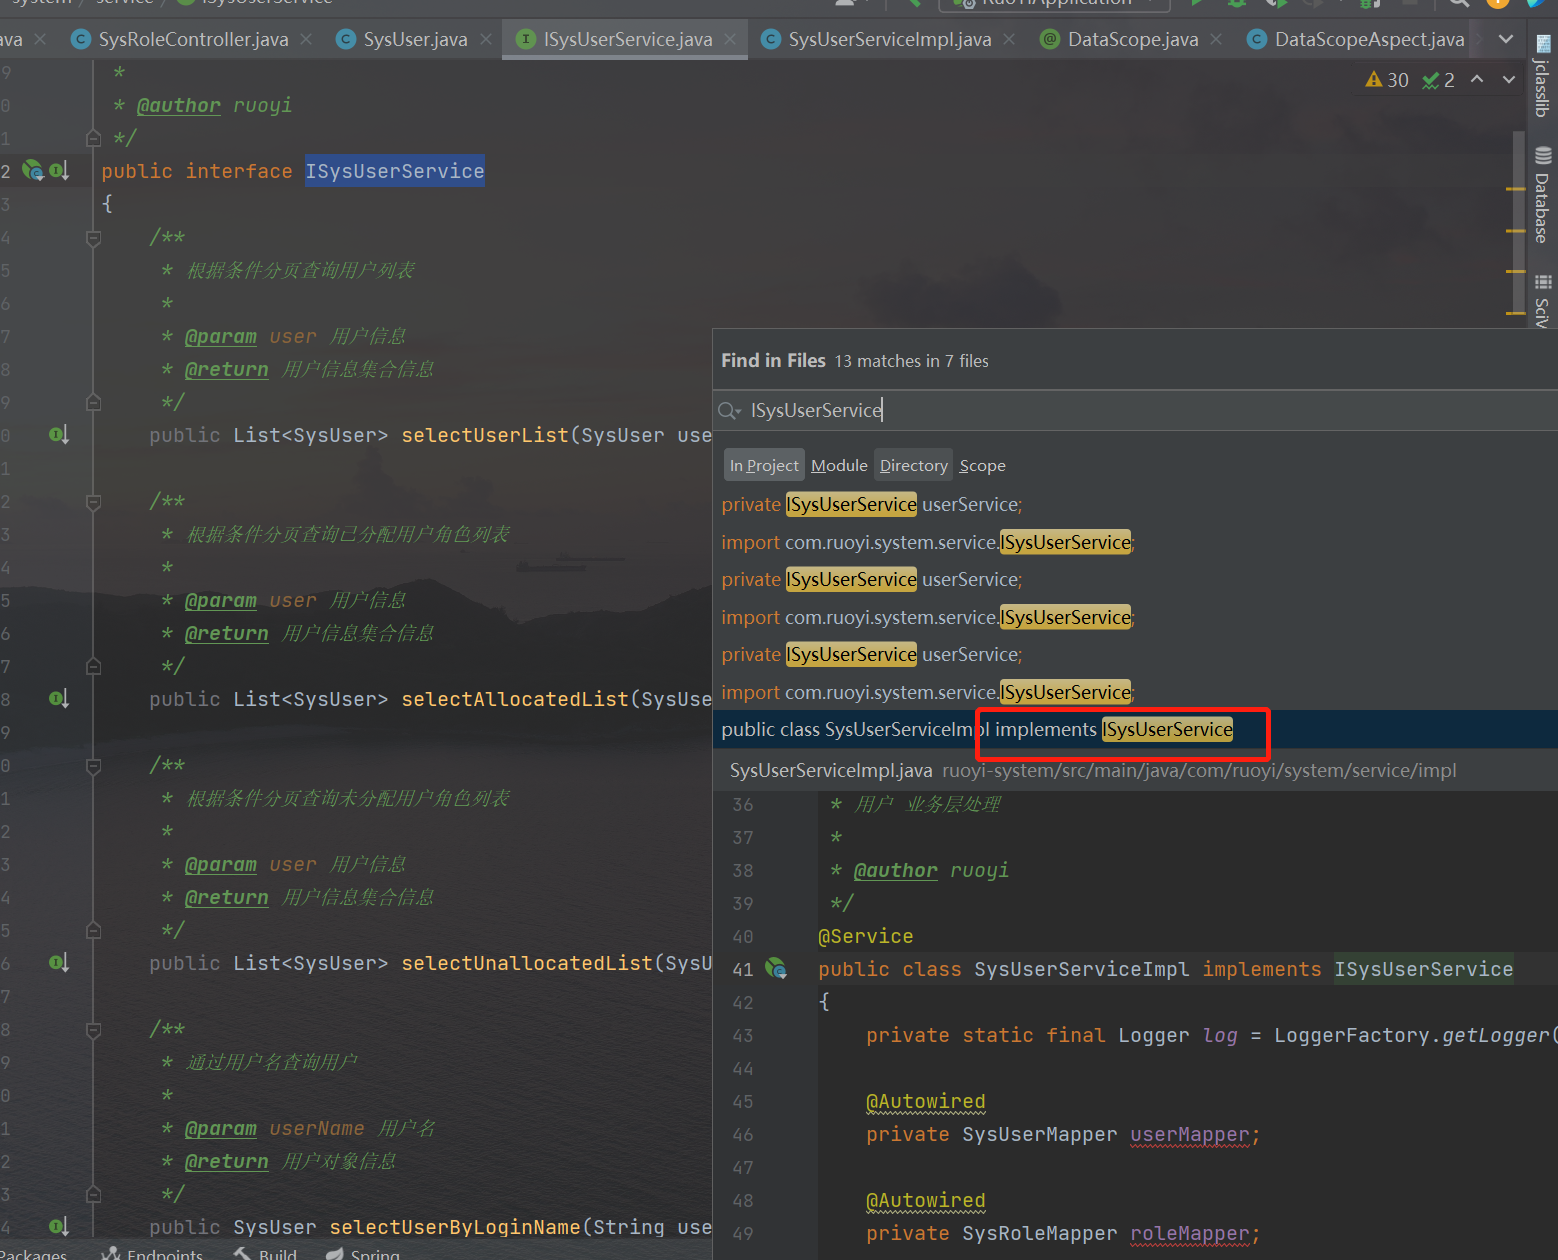 system / service / ISysUserService
RuoYiApplication
ava
SysRoleController.java
SysUser.java
ISysUserService.java
SysUserServiceImpl.java
DataScope.java
DataScopeAspect.java
30 2
jclasslib
Database
SciV
9 *
0 * @author ruoyi
1 */
2 public interface ISysUserService
3 {
4 /**
5 * 根据条件分页查询用户列表
6 *
7 * @param user 用户信息
8 * @return 用户信息集合信息
9 */
0 public List<SysUser> selectUserList(SysUser use
1
2 /**
3 * 根据条件分页查询已分配用户角色列表
4 *
5 * @param user 用户信息
6 * @return 用户信息集合信息
7 */
8 public List<SysUser> selectAllocatedList(SysUse
9
0 /**
1 * 根据条件分页查询未分配用户角色列表
2 *
3 * @param user 用户信息
4 * @return 用户信息集合信息
5 */
6 public List<SysUser> selectUnallocatedList(SysU
7
8 /**
9 * 通过用户名查询用户
0 *
1 * @param userName 用户名
2 * @return 用户对象信息
3 */
4 public SysUser selectUserByLoginName(String use
Find in Files 13 matches in 7 files
ISysUserService
In Project Module Directory Scope
private ISysUserService userService;
import com.ruoyi.system.service.ISysUserService;
private ISysUserService userService;
import com.ruoyi.system.service.ISysUserService;
private ISysUserService userService;
import com.ruoyi.system.service.ISysUserService;
public class SysUserServiceImpl implements ISysUserService
SysUserServiceImpl.java ruoyi-system/src/main/java/com/ruoyi/system/service/impl
36 * 用户 业务层处理
37 *
38 * @author ruoyi
39 */
40 @Service
41 public class SysUserServiceImpl implements ISysUserService
42 {
43 private static final Logger log = LoggerFactory.getLogger(
44
45 @Autowired
46 private SysUserMapper userMapper;
47
48 @Autowired
49 private SysRoleMapper roleMapper;
Packages Endpoints Build Spring